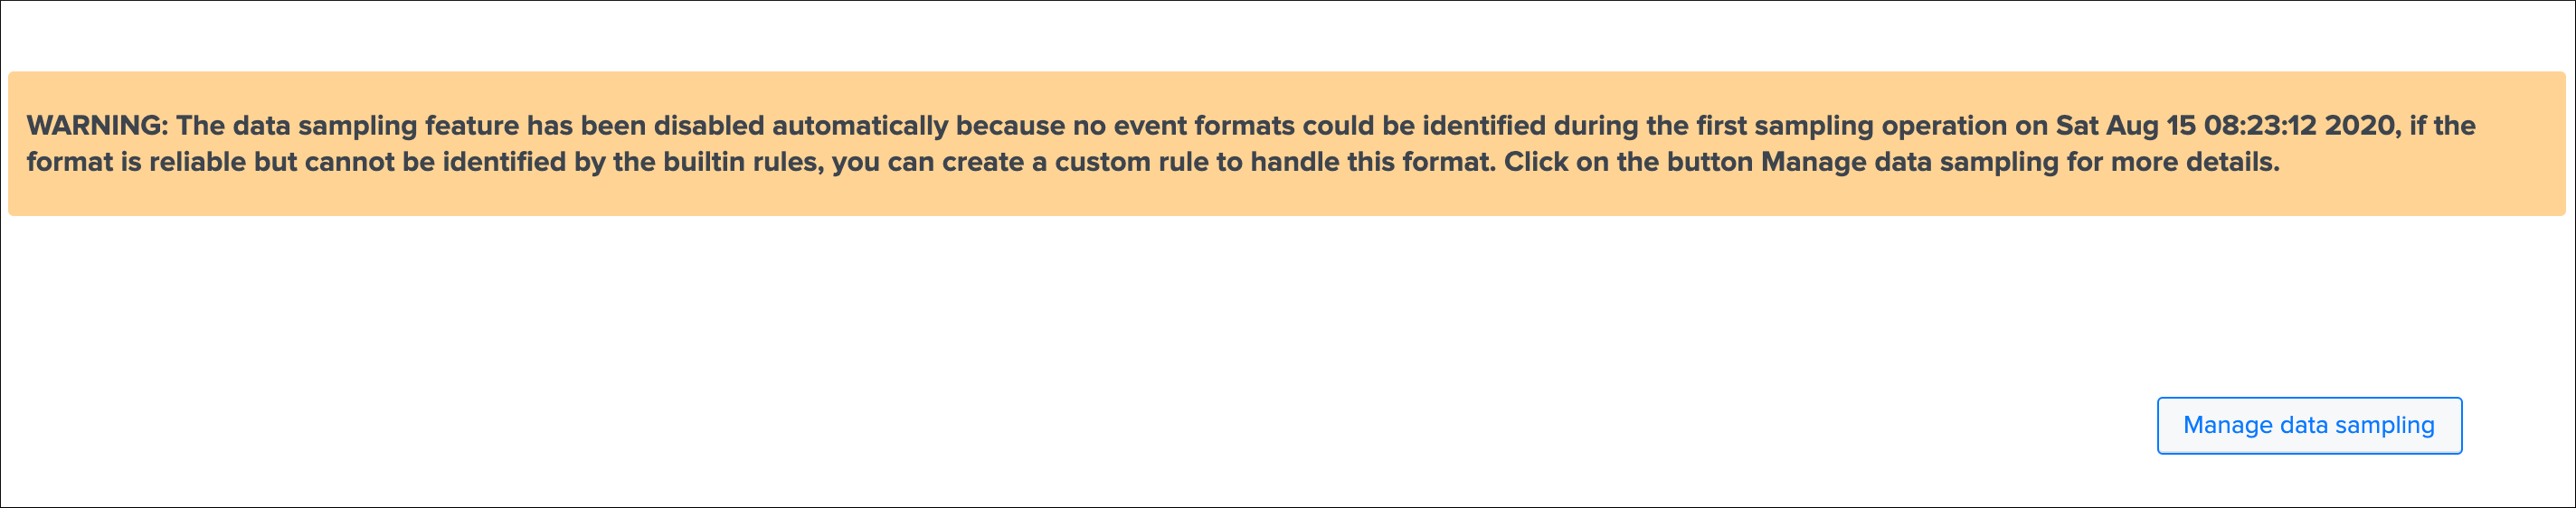 WARNING: The data sampling feature has been disabled automatically because no event formats could be identified during the first sampling operation on Sat Aug 15 08:23:12 2020, if the
format is reliable but cannot be identified by the builtin rules, you can create a custom rule to handle this format. Click on the button Manage data sampling for more details.
Manage data sampling